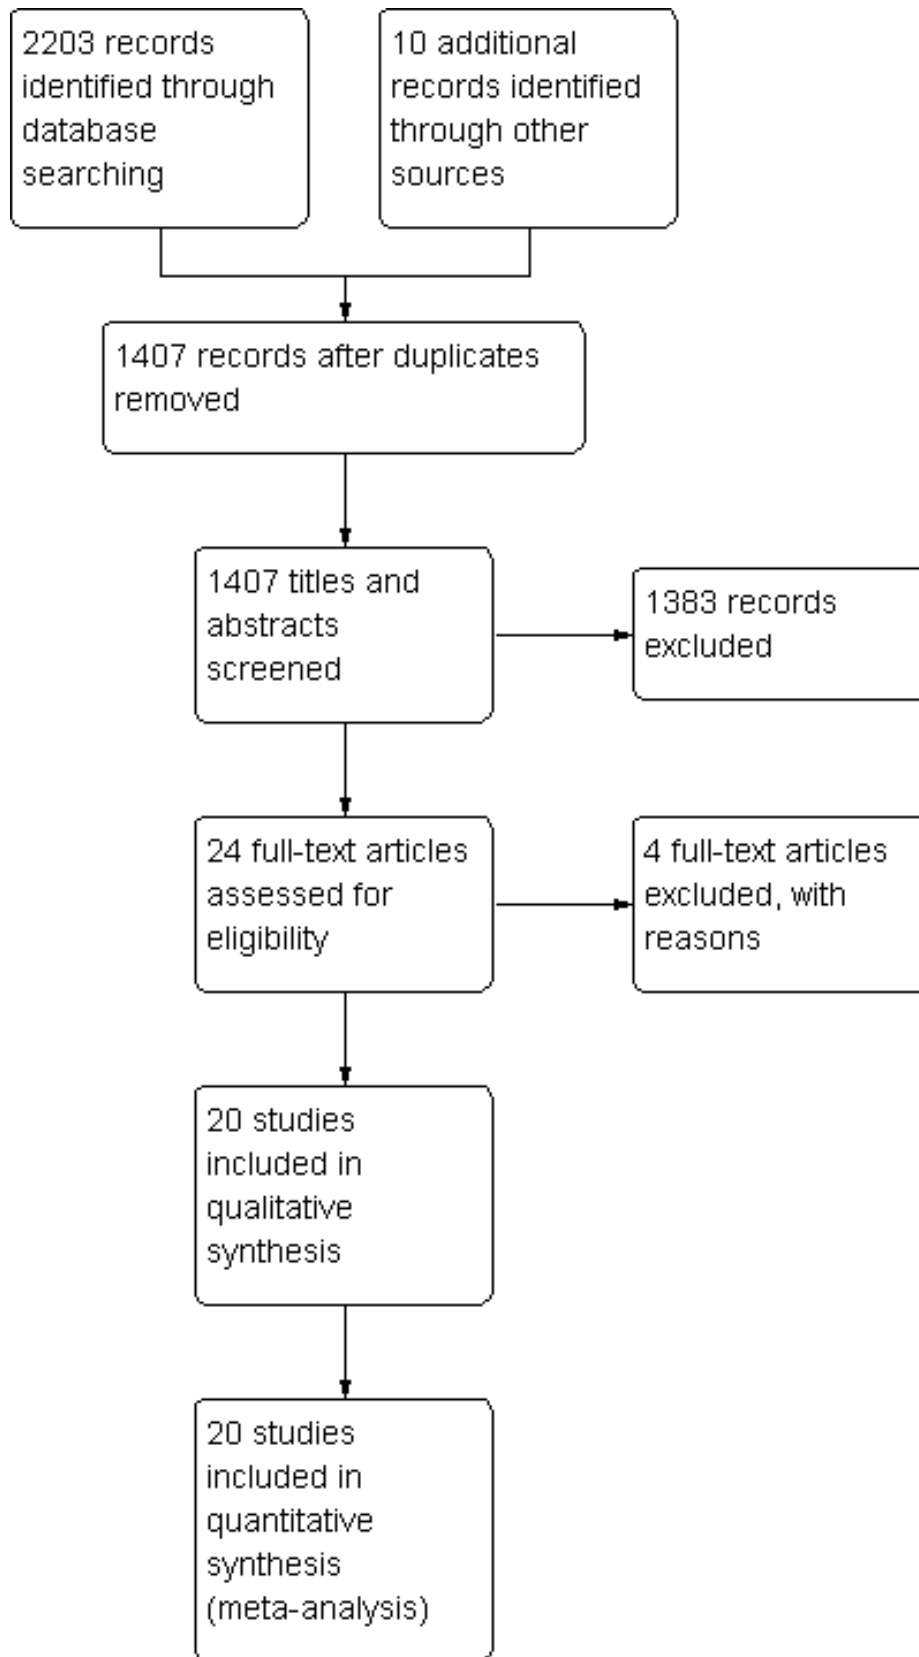 2203 records
identified through
database
searching
10 additional
records identified
through other
sources
1407 records after duplicates
removed
1407 titles and
abstracts
screened
1383 records
excluded
24 full-text articles
assessed for
eligibility
4 full-text articles
excluded, with
reasons
20 studies
included in
qualitative
synthesis
20 studies
included in
quantitative
synthesis
(meta-analysis)